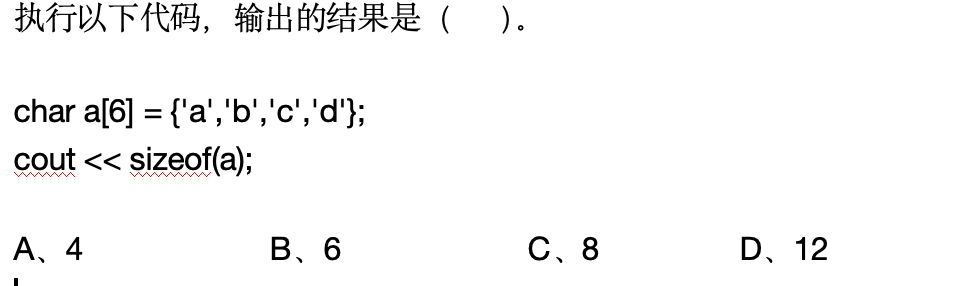 执行以下代码，输出的结果是（ ）。
char a[6] = {'a','b','c','d'};
cout << sizeof(a);
A、4 B、6 C、8 D、12